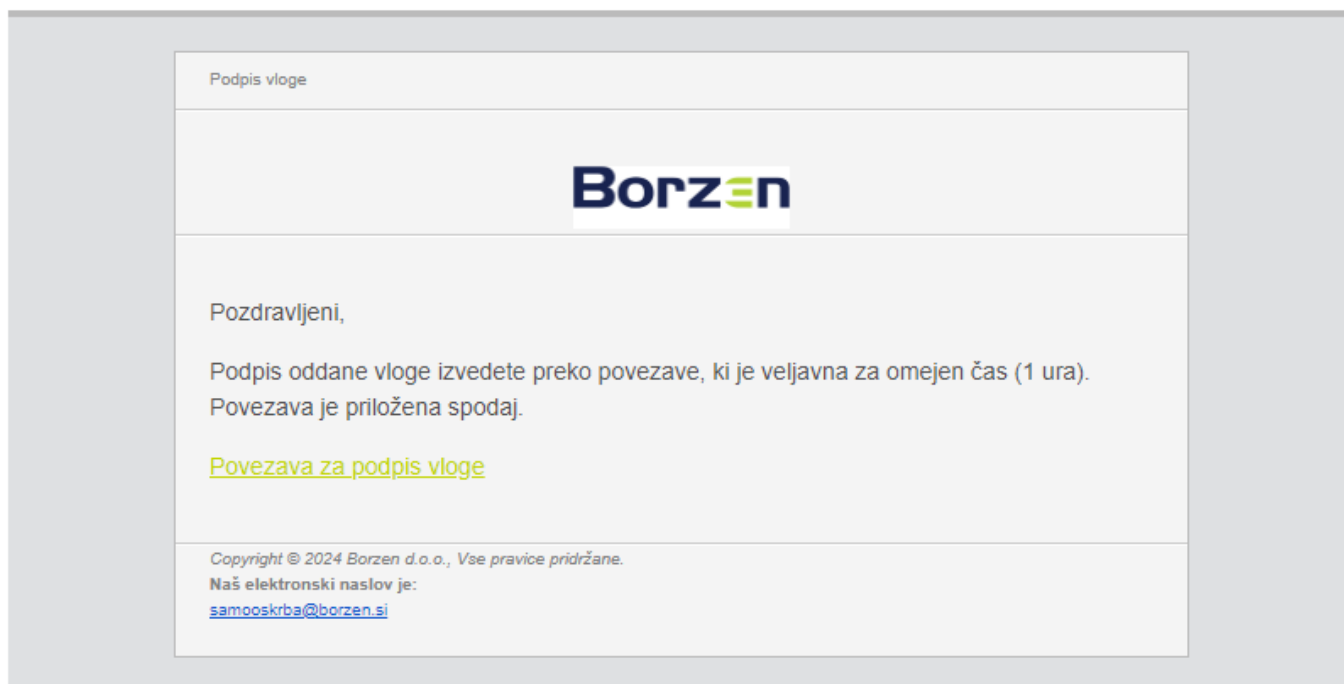 Podpis vloge
Borzen
Pozdravljeni,
Podpis oddane vloge izvedete preko povezave, ki je veljavna za omejen čas (1 ura).
Povezava je priložena spodaj.
Povezava za podpis vloge
Copyright © 2024 Borzen d.o.o., Vse pravice pridržane.
Naš elektronski naslov je:
samooskrba@borzen.si